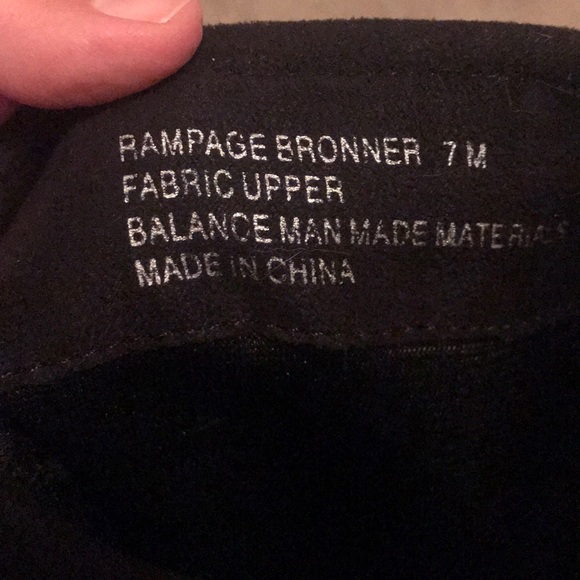 RAMPAGE BRONNER 7 M
FABRIC UPPER
BALANCE MAN MADE MATERIALS
MADE IN CHINA